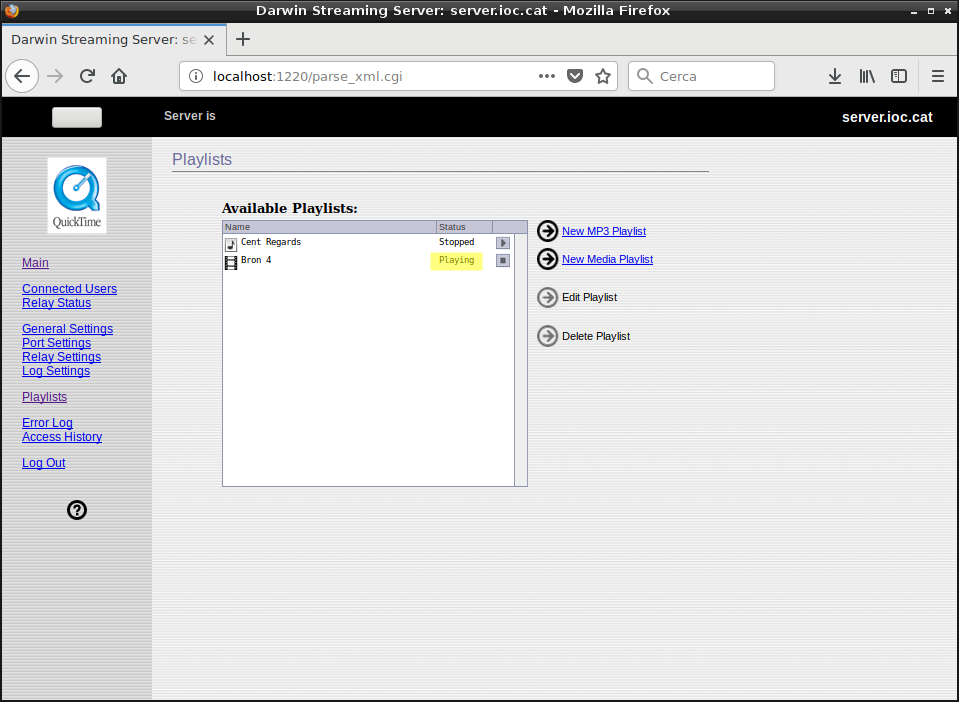 Darwin Streaming Server: server.ioc.cat - Mozilla Firefox
Darwin Streaming Server: se
localhost:1220/parse_xml.cgi
Cerca
Server is
server.ioc.cat
QuickTime
Main
Connected Users
Relay Status
General Settings
Port Settings
Relay Settings
Log Settings
Playlists
Error Log
Access History
Log Out
?
Playlists
Available Playlists:
Name Status
Cent Regards Stopped
Bron 4 Playing
New MP3 Playlist
New Media Playlist
Edit Playlist
Delete Playlist